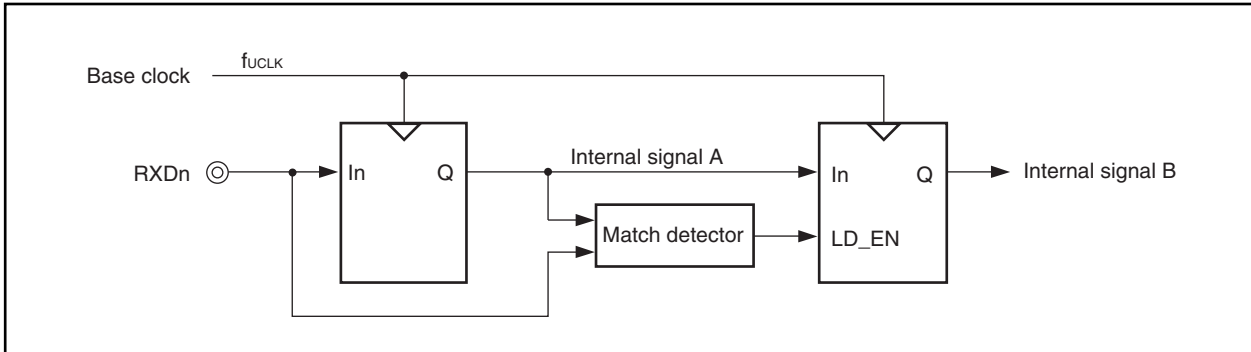 Base clock
fUCLK
RXDn
In
Q
Internal signal A
In
Q
Internal signal B
Match detector
LD_EN